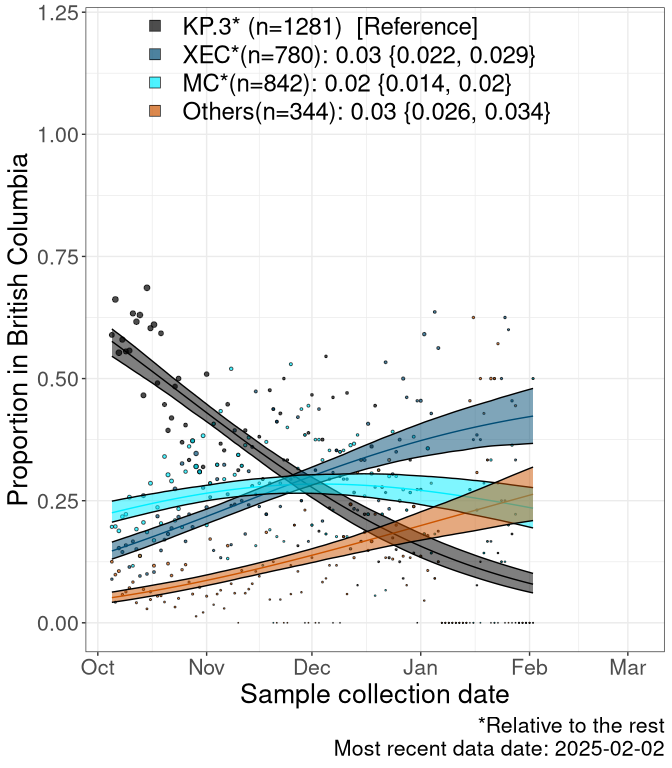 KP.3* (n=1281) [Reference]
XEC*(n=780): 0.03 {0.022, 0.029}
MC*(n=842): 0.02 {0.014, 0.02}
Others(n=344): 0.03 {0.026, 0.034}
Proportion in British Columbia
1.25
1.00
0.75
0.50
0.25
0.00
Oct Nov Dec Jan Feb Mar
Sample collection date
*Relative to the rest
Most recent data date: 2025-02-02